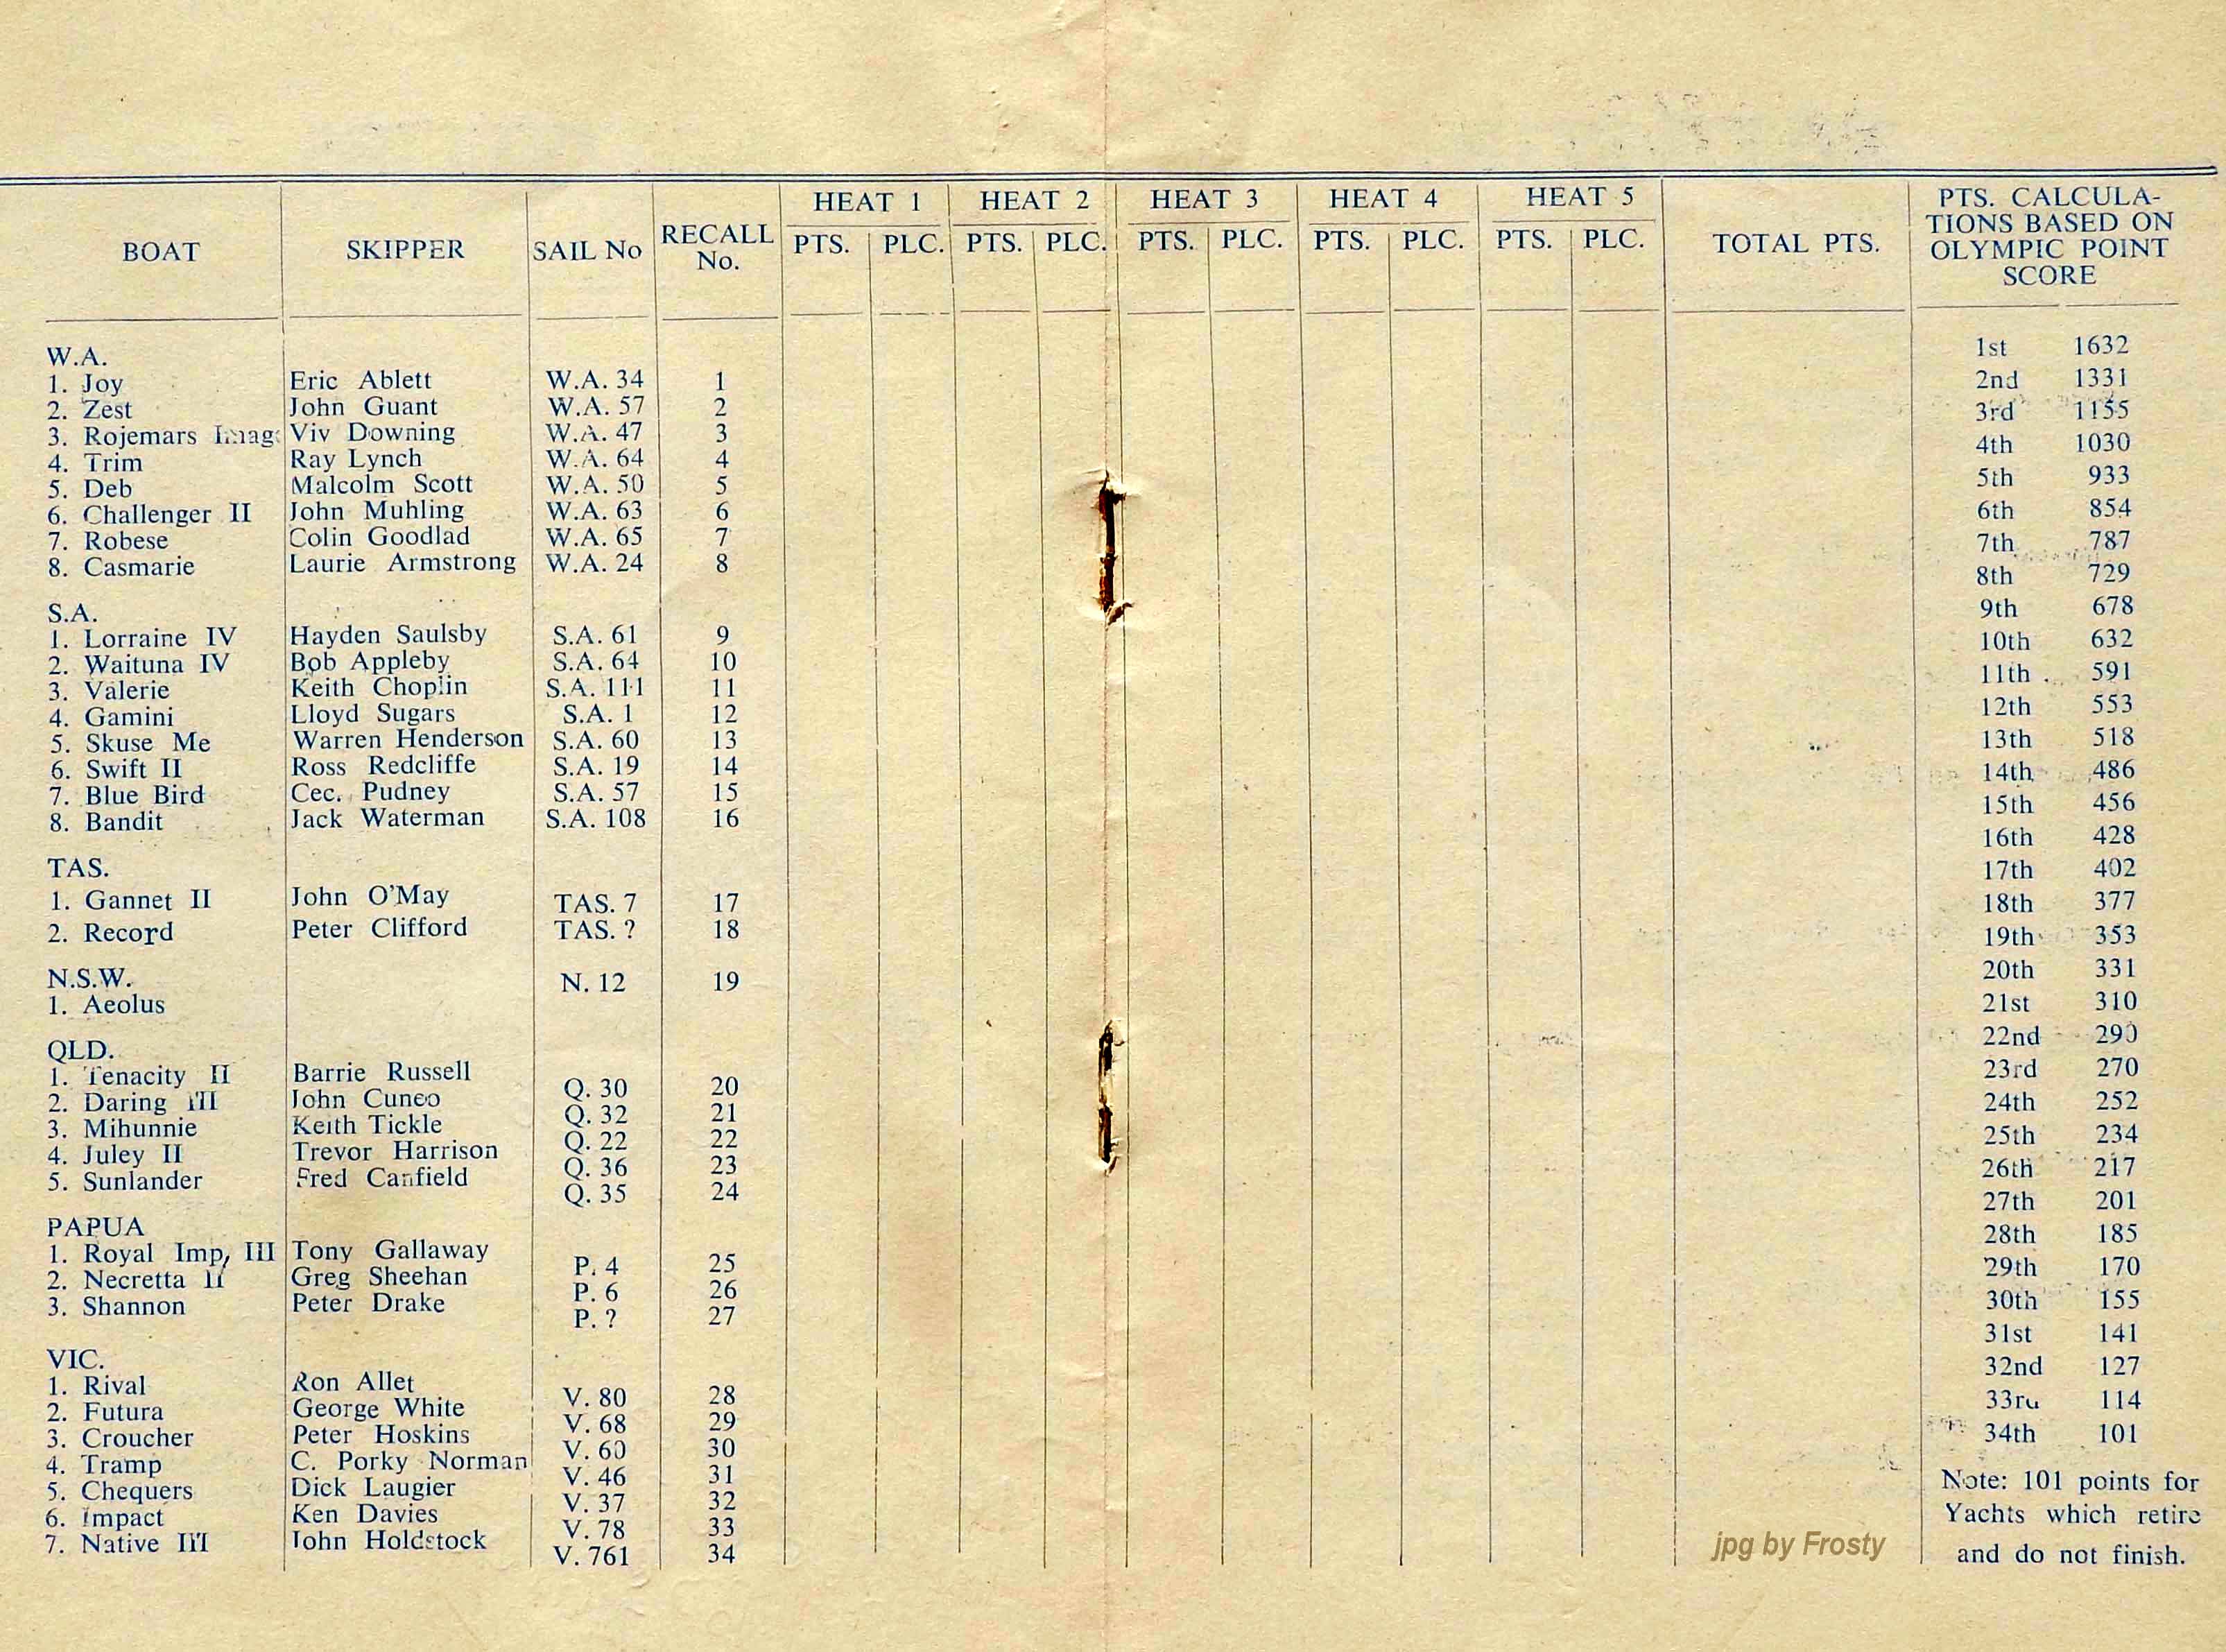 BOAT SKIPPER SAIL No RECALL No. HEAT 1 HEAT 2 HEAT 3 HEAT 4 HEAT 5 TOTAL PTS. PTS. CALCULA-
TIONS BASED ON
OLYMPIC POINT
SCORE
PTS. PLC. PTS. PLC. PTS. PLC. PTS. PLC. PTS. PLC.
W.A.
1. Joy Eric Ablett W.A. 34 1
2. Zest John Guant W.A. 57 2
3. Rojemars Viv Downing W.A. 47 3
4. Trim Ray Lynch W.A. 64 4
5. Deb Malcolm Scott W.A. 50 5
6. Challenger II John Muhling W.A. 63 6
7. Robese Colin Goodlad W.A. 65 7
8. Casmarie Laurie Armstrong W.A. 24 8
S.A.
1. Lorraine IV Hayden Saulsby S.A. 61 9
2. Waituna IV Bob Appleby S.A. 64 10
3. Valerie Keith Choplin S.A. 111 11
4. Gamini Lloyd Sugars S.A. 1 12
5. Skuse Me Warren Henderson S.A. 60 13
6. Swift II Ross Redcliffe S.A. 19 14
7. Blue Bird Cec. Pudney S.A. 57 15
8. Bandit Jack Waterman S.A. 108 16
TAS.
1. Gannet II John O'May TAS. 7 17
2. Record Peter Clifford TAS. ? 18
N.S.W. N. 12 19
1. Aeolus
QLD.
1. Tenacity II Barrie Russell Q. 30 20
2. Daring III John Cuneo Q. 32 21
3. Mihunnie Keith Tickle Q. 22 22
4. Juley II Trevor Harrison Q. 36 23
5. Sunlander Fred Canfield Q. 35 24
PAPUA
1. Royal Imp, III Tony Gallaway P. 4 25
2. Necretta II Greg Sheehan P. 6 26
3. Shannon Peter Drake P. ? 27
VIC.
1. Rival Ron Allet V. 80 28
2. Futura George White V. 68 29
3. Croucher Peter Hoskins V. 60 30
4. Tramp C. Porky Norman V. 46 31
5. Chequers Dick Laugier V. 37 32
6. Impact Ken Davies V. 78 33
7. Native III John Holdstock V. 761 34
1st 1632
2nd 1331
3rd 1155
4th 1030
5th 933
6th 854
7th 787
8th 729
9th 678
10th 632
11th 591
12th 553
13th 518
14th 486
15th 456
16th 428
17th 402
18th 377
19th 353
20th 331
21st 310
22nd 290
23rd 270
24th 252
25th 234
26th 217
27th 201
28th 185
29th 170
30th 155
31st 141
32nd 127
33rd 114
34th 101
Note: 101 points for
Yachts which retire
and do not finish.
jpg by Frosty